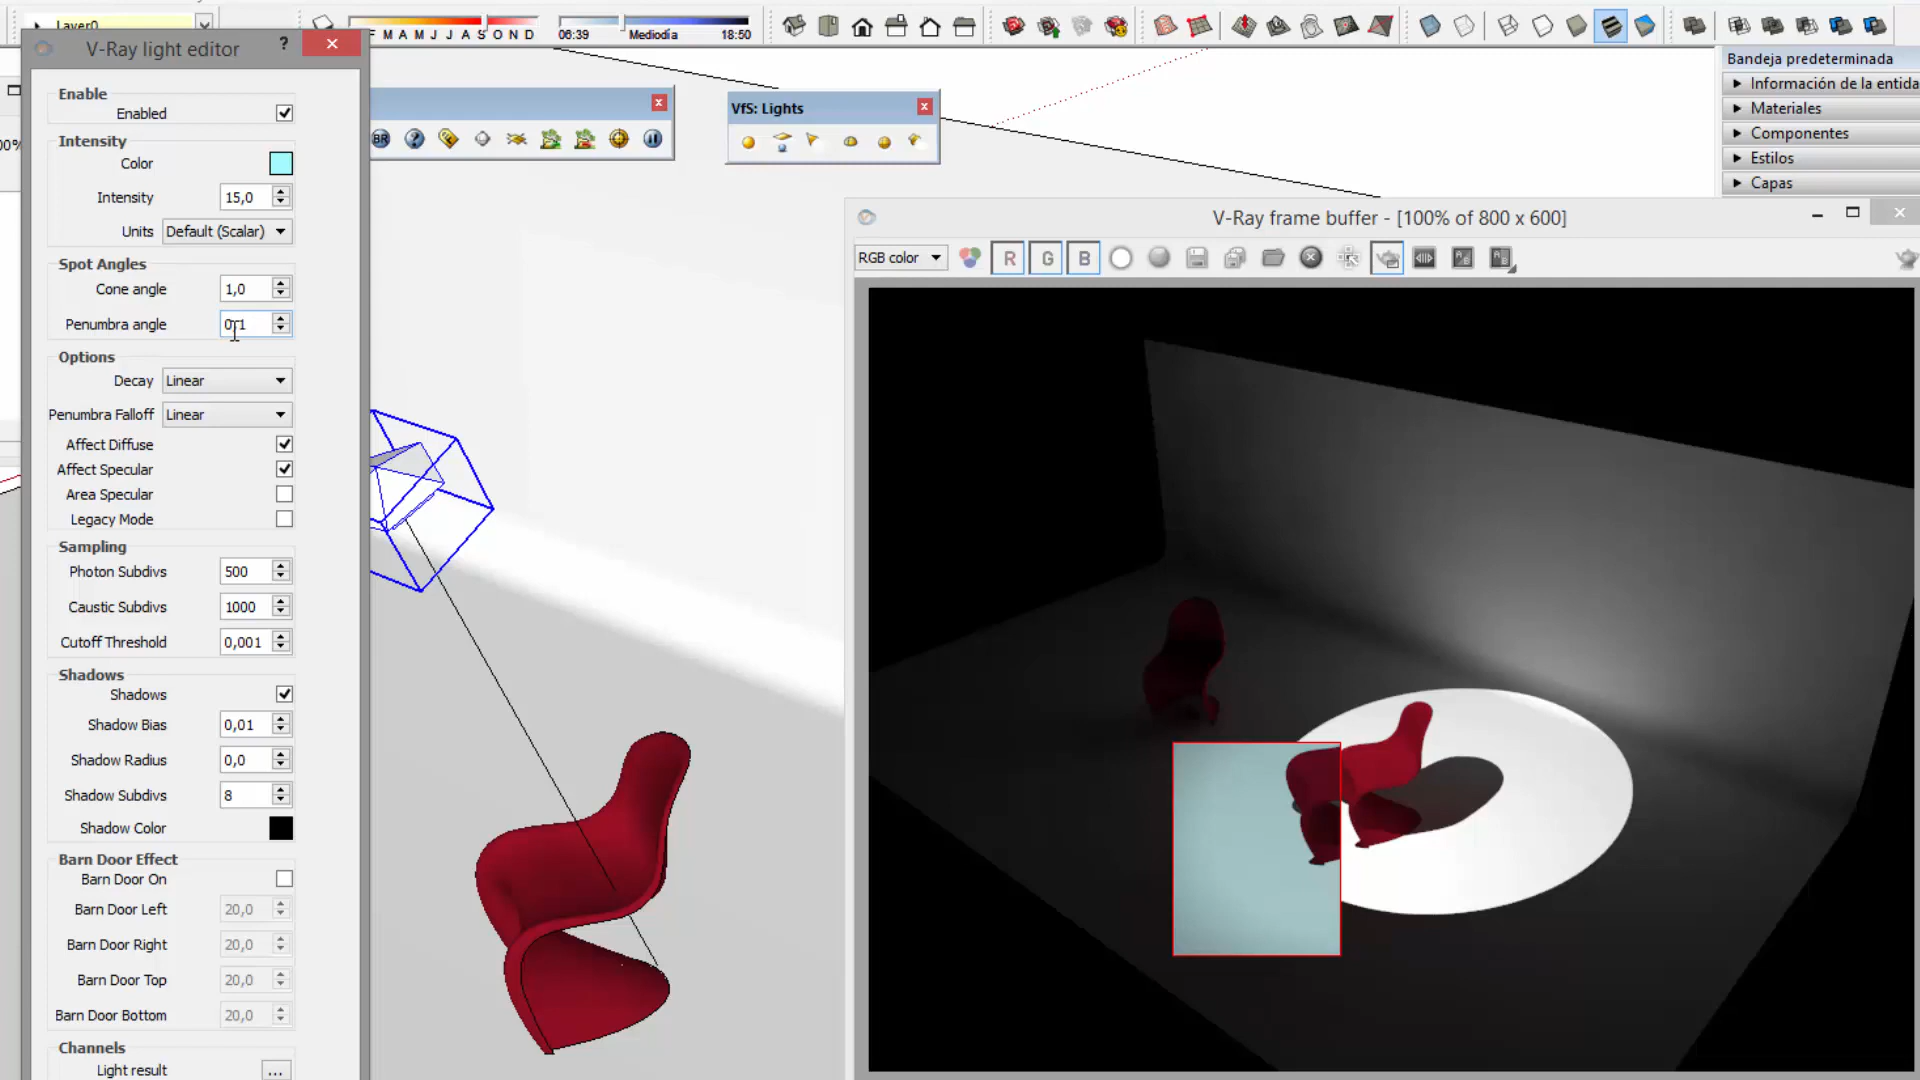 Layer0
F M A M J J A S O N D
06:39 Mediodía 18:50
V-Ray light editor
?
Bandeja predeterminada
Información de la entida
Materiales
Componentes
Estilos
Capas
VfS: Lights
BR
00%
Enable
Enabled
Intensity
Color
Intensity 15,0
Units Default (Scalar)
Spot Angles
Cone angle 1,0
Penumbra angle 0,1
Options
Decay Linear
Penumbra Falloff Linear
Affect Diffuse
Affect Specular
Area Specular
Legacy Mode
Sampling
Photon Subdivs 500
Caustic Subdivs 1000
Cutoff Threshold 0,001
Shadows
Shadows
Shadow Bias 0,01
Shadow Radius 0,0
Shadow Subdivs 8
Shadow Color
Barn Door Effect
Barn Door On
Barn Door Left 20,0
Barn Door Right 20,0
Barn Door Top 20,0
Barn Door Bottom 20,0
Channels
Light result ...
V-Ray frame buffer - [100% of 800 x 600]
RGB color R G B